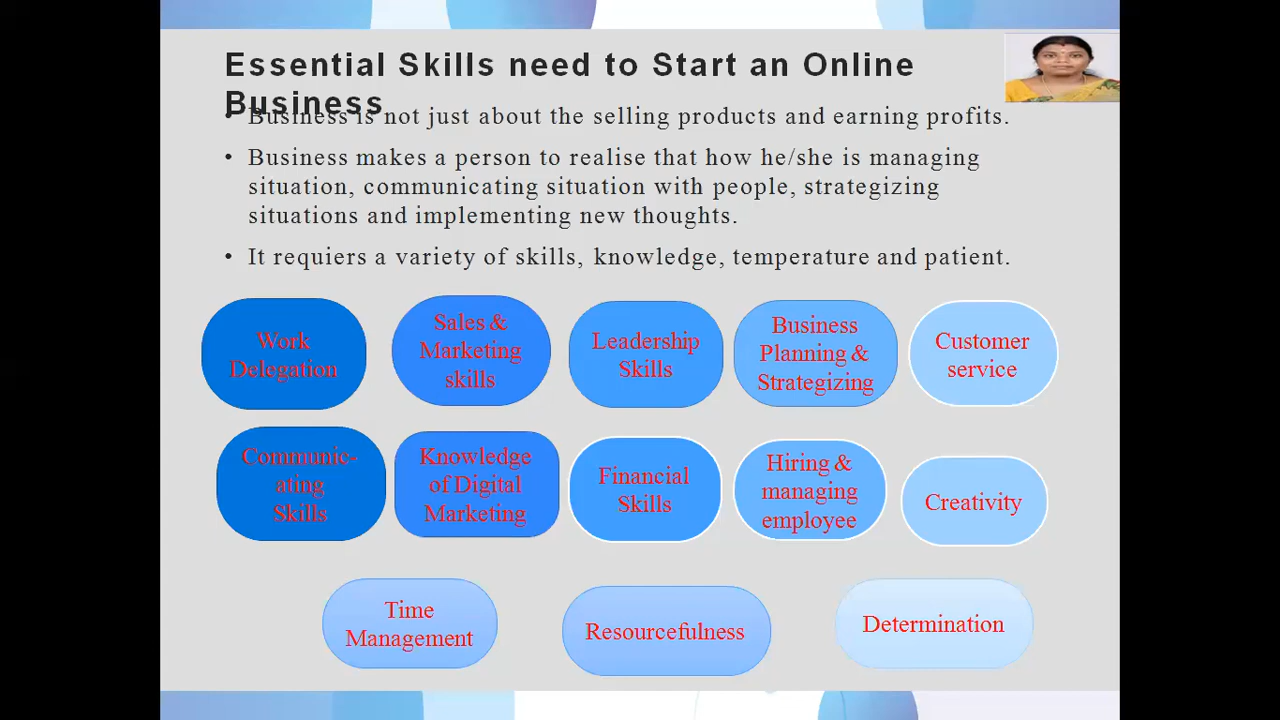 Essential Skills need to Start an Online
Business
• Business is not just about the selling products and earning profits.
• Business makes a person to realise that how he/she is managing
situation, communicating situation with people, strategizing
situations and implementing new thoughts.
• It requiers a variety of skills, knowledge, temperature and patient.
Work
Delegation
Sales &
Marketing
skills
Leadership
Skills
Business
Planning &
Strategizing
Customer
service
Communic-
ating
Skills
Knowledge
of Digital
Marketing
Financial
Skills
Hiring &
managing
employee
Creativity
Time
Management
Resourcefulness
Determination